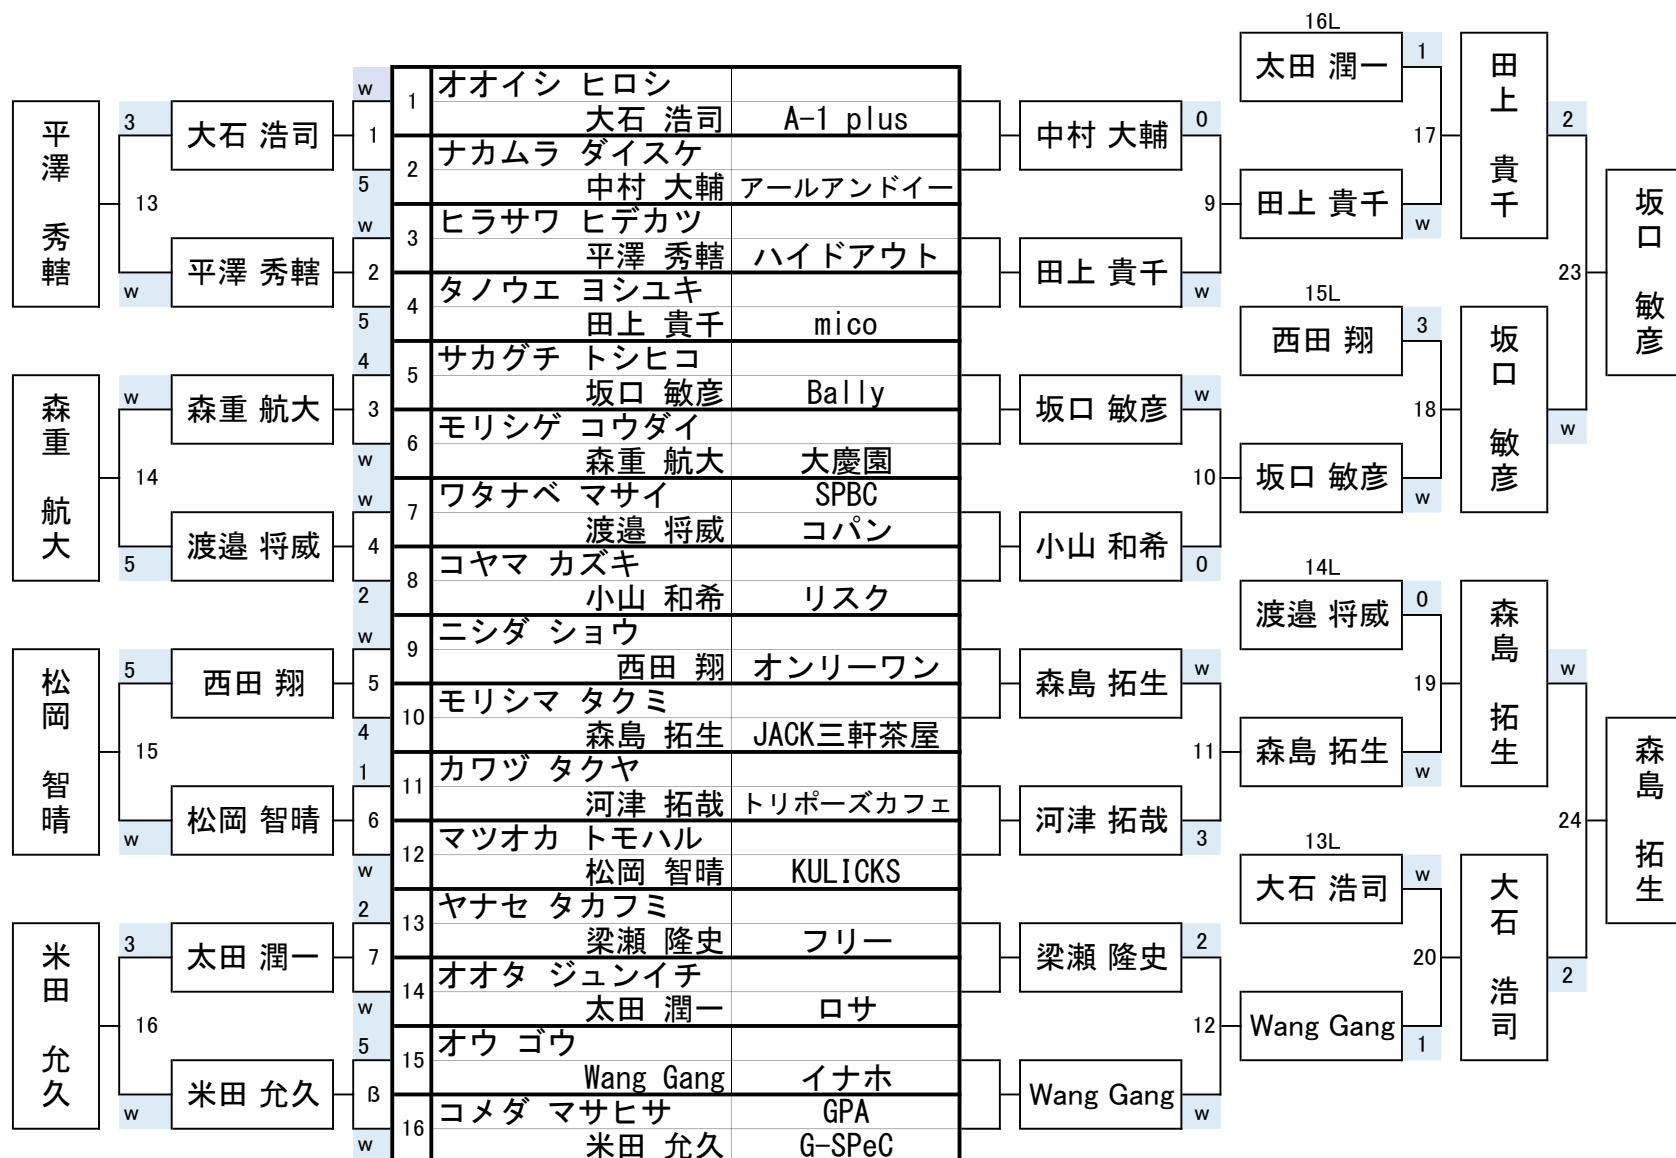 16L
太田 潤一
1
田上 貴千
17
田上 貴千
w
2
23
坂口 敏彦
15L
西田 翔
3
坂口 敏彦
18
坂口 敏彦
w
w
14L
渡邉 将威
0
森島 拓生
19
森島 拓生
w
w
24
森島 拓生
13L
大石 浩司
w
大石 浩司
20
Wang Gang
1
2
平澤 秀轄
3
13
w
大石 浩司
1
平澤 秀轄
2
森重 航大
w
14
5
森重 航大
3
渡邉 将威
4
松岡 智晴
5
15
w
西田 翔
5
松岡 智晴
6
米田 允久
3
16
w
太田 潤一
7
米田 允久
ß
w
1
オオイシ ヒロシ
大石 浩司 A-1 plus
5
2
ナカムラ ダイスケ
中村 大輔 アールアンドイー
w
3
ヒラサワ ヒデカツ
平澤 秀轄 ハイドアウト
5
4
タノウエ ヨシユキ
田上 貴千 mico
4
5
サカグチ トシヒコ
坂口 敏彦 Bally
w
6
モリシゲ コウダイ
森重 航大 大慶園
w
7
ワタナベ マサイ SPBC
渡邉 将威 コパン
2
8
コヤマ カズキ
小山 和希 リスク
w
9
ニシダ ショウ
西田 翔 オンリーワン
4
10
モリシマ タクミ
森島 拓生 JACK三軒茶屋
1
11
カワヅ タクヤ
河津 拓哉 トリポーズカフェ
w
12
マツオカ トモハル
松岡 智晴 KULICKS
2
13
ヤナセ タカフミ
梁瀬 隆史 フリー
w
14
オオタ ジュンイチ
太田 潤一 ロサ
5
15
オウ ゴウ
Wang Gang イナホ
w
16
コメダ マサヒサ GPA
米田 允久 G-SPeC
中村 大輔
0
9
田上 貴千
w
坂口 敏彦
w
10
小山 和希
0
森島 拓生
w
11
河津 拓哉
3
梁瀬 隆史
2
12
Wang Gang
w